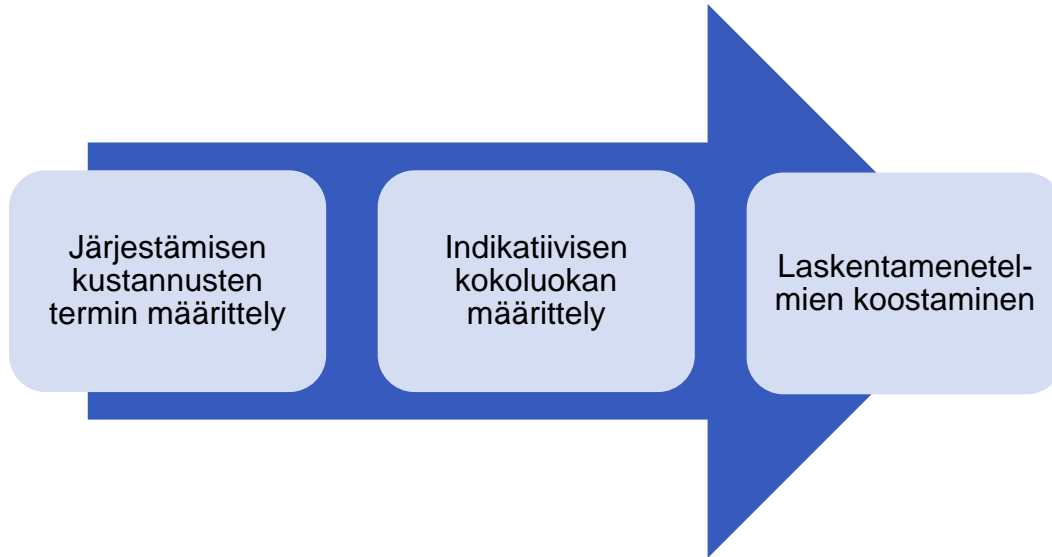 Järjestämisen
kustannusten
termin määrittely
Indikatiivisen
kokoluokan
määrittely
Laskentamenetel-
mien koostaminen